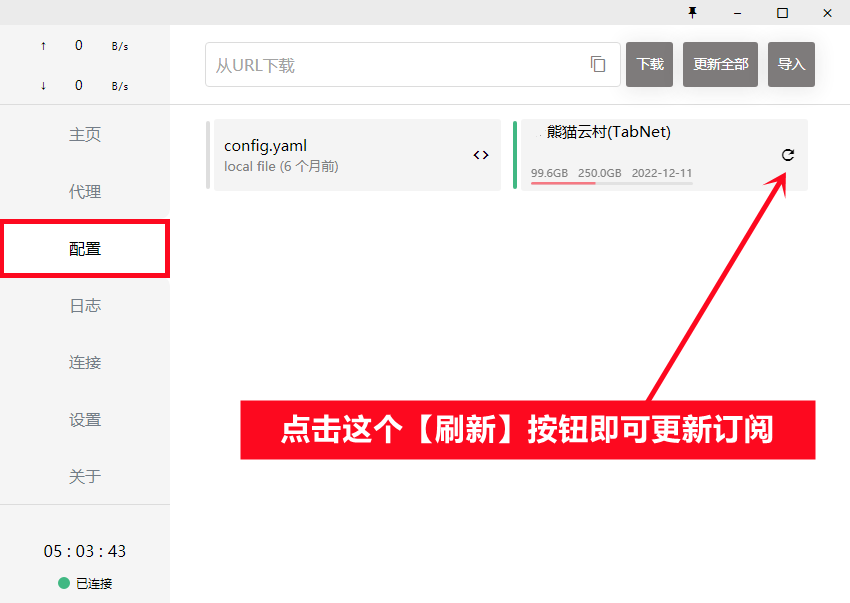 ↑ 0 B/s
↓ 0 B/s
主页
代理
配置
日志
连接
设置
关于
05 : 03 : 43
已连接
从URL下载
下载
更新全部
导入
config.yaml
local file (6 个月前)
熊猫云村(TabNet)
99.6GB 250.0GB 2022-12-11
点击这个【刷新】按钮即可更新订阅